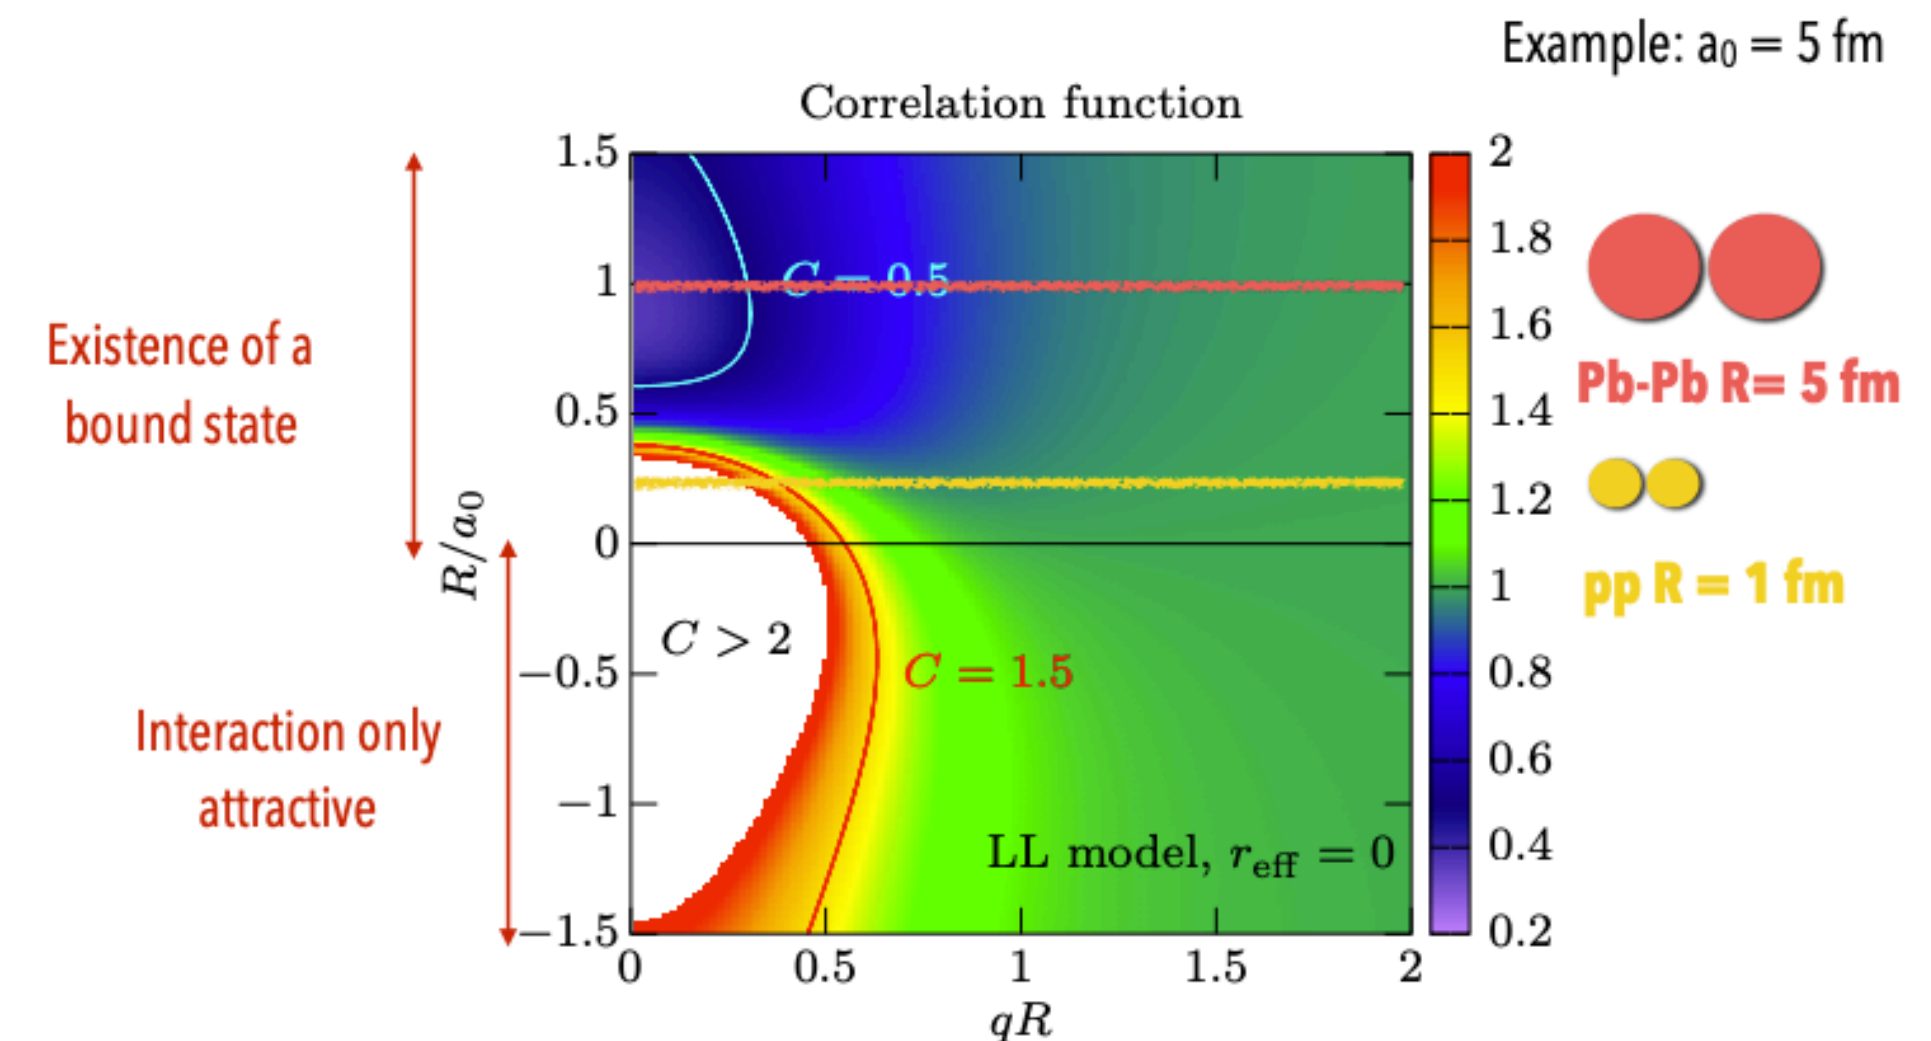 Example: a₀ = 5 fm
Correlation function
1.5
1
0.5
0
−0.5
−1
−1.5
R/a₀
0
0.5
1
1.5
2
qR
C = 0.5
C > 2
C = 1.5
LL model, r_eff = 0
2
1.8
1.6
1.4
1.2
1
0.8
0.6
0.4
0.2
Existence of a
bound state
Interaction only
attractive
Pb-Pb R= 5 fm
pp R = 1 fm